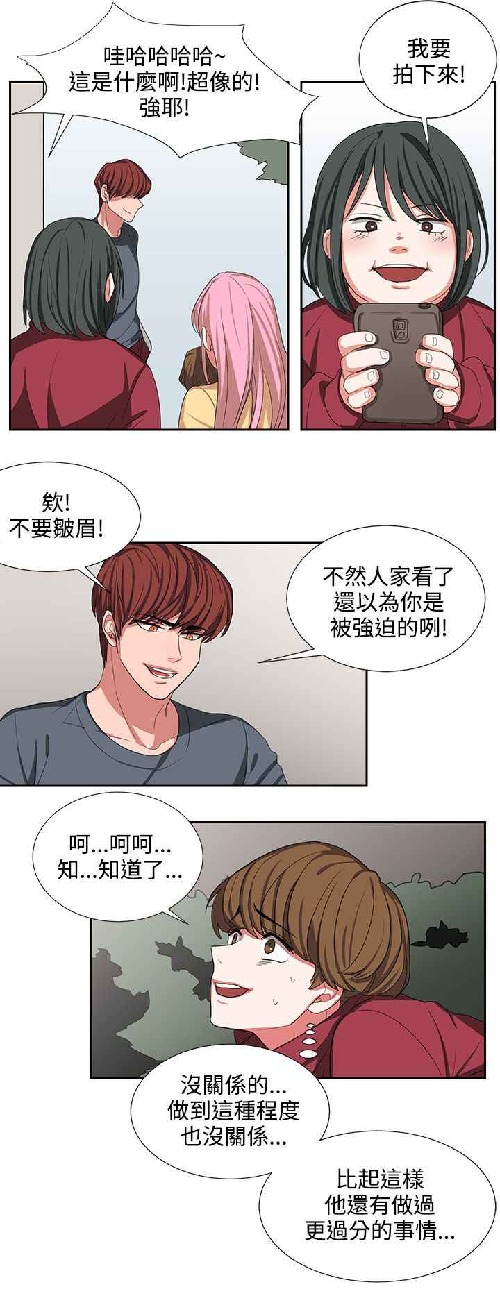 哇哈哈哈哈~
這是什麼啊!超像的!
強耶!
我要
拍下來!
欸!
不要皺眉!
不然人家看了
還以為你是
被強迫的咧!
呵...呵呵...
知...知道了...
沒關係的...
做到這種程度
也沒關係...
比起這樣
他還有做過
更過分的事情...